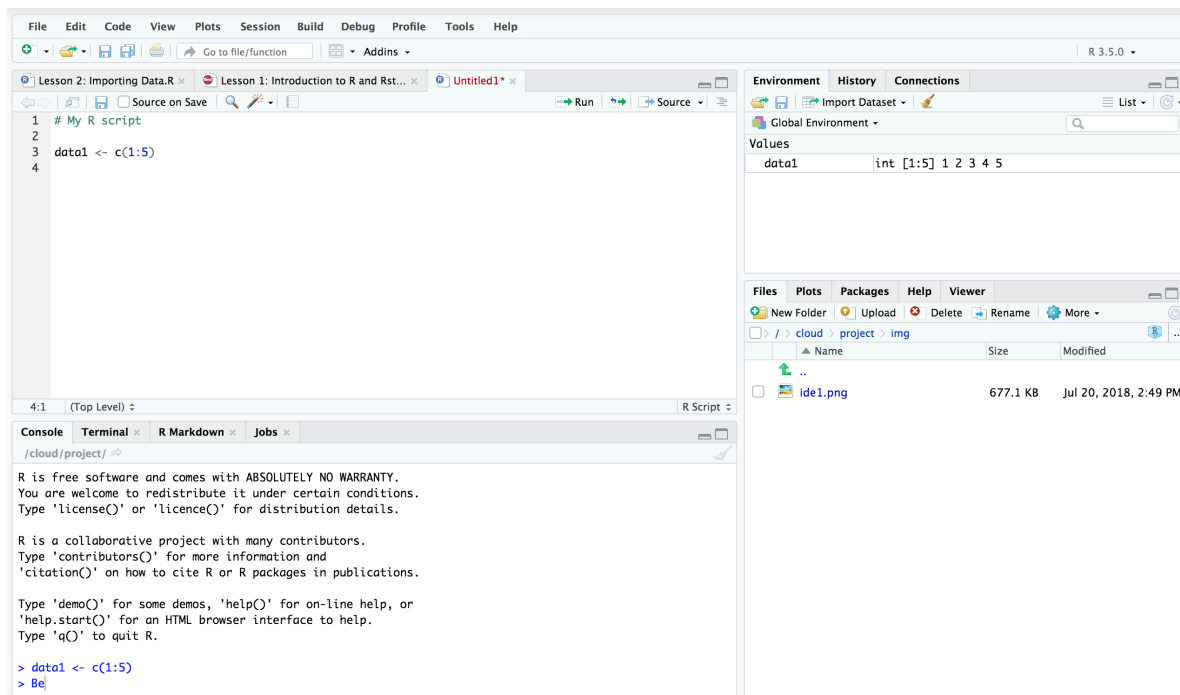 File Edit Code View Plots Session Build Debug Profile Tools Help
Go to file/function Addins R 3.5.0
Lesson 2: Importing Data.R Lesson 1: Introduction to R and Rst... Untitled1*
Source on Save Run Source
1 # My R script
2
3 data1 <- c(1:5)
4
4:1 (Top Level) R Script
Console Terminal R Markdown Jobs
/cloud/project/
R is free software and comes with ABSOLUTELY NO WARRANTY.
You are welcome to redistribute it under certain conditions.
Type 'license()' or 'licence()' for distribution details.
R is a collaborative project with many contributors.
Type 'contributors()' for more information and
'citation()' on how to cite R or R packages in publications.
Type 'demo()' for some demos, 'help()' for on-line help, or
'help.start()' for an HTML browser interface to help.
Type 'q()' to quit R.
> data1 <- c(1:5)
> Be
Environment History Connections
Import Dataset List
Global Environment
Values
data1 int [1:5] 1 2 3 4 5
Files Plots Packages Help Viewer
New Folder Upload Delete Rename More
/ > cloud > project > img R ..
Name Size Modified
..
ide1.png 677.1 KB Jul 20, 2018, 2:49 PM